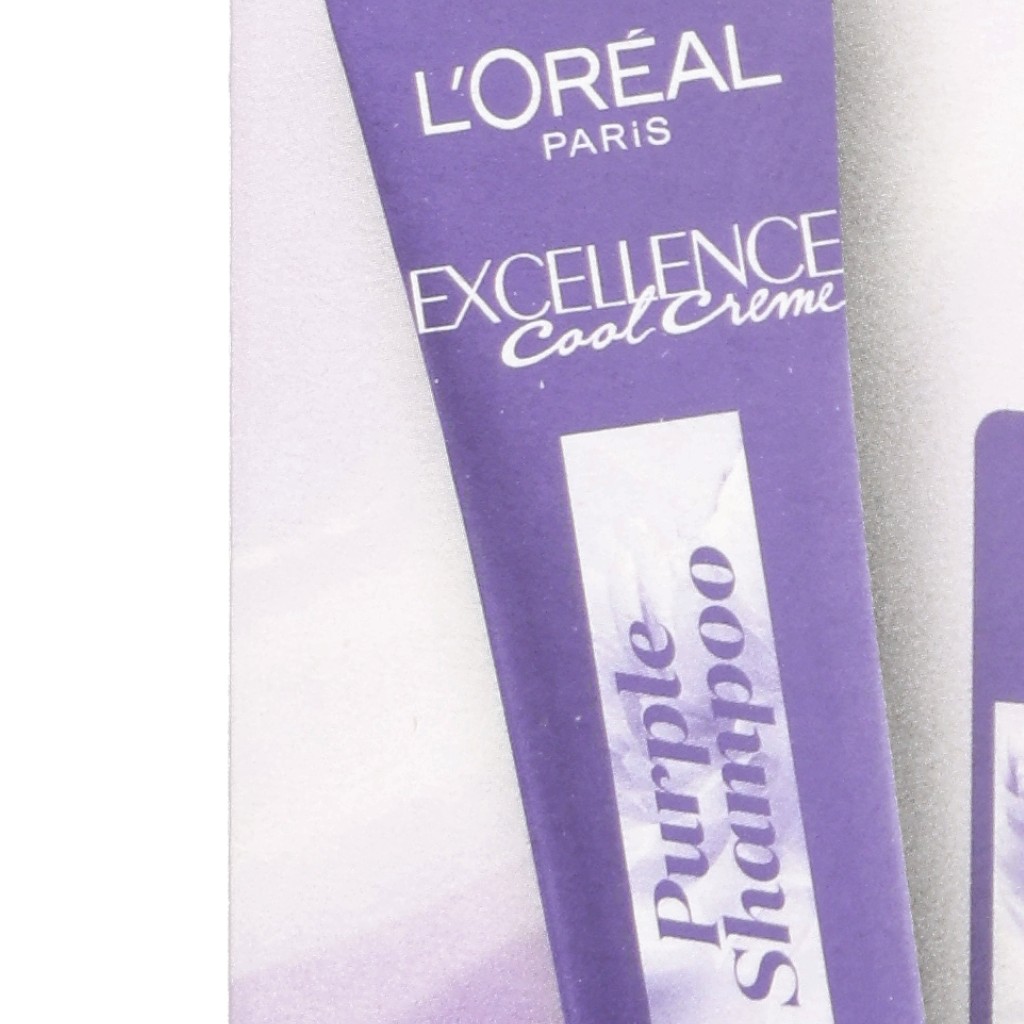 L'ORÉAL
PARiS
EXCELLENCE
Cool Creme
Purple
Shampoo